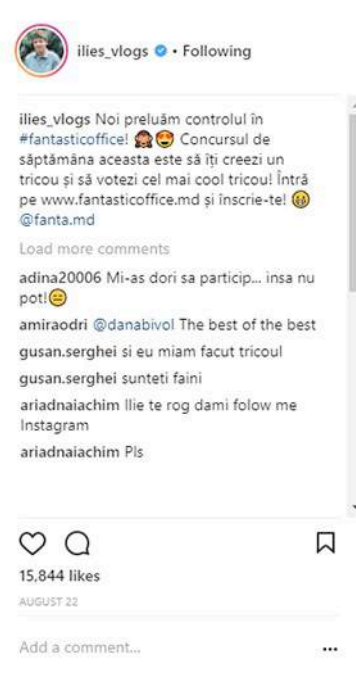 ilies_vlogs • Following
ilies_vlogs Noi preluăm controlul în
#fantasticoffice! 🙈😍 Concursul de
săptămâna aceasta este să îți creezi un
tricou și să votezi cel mai cool tricou! Întră
pe www.fantasticoffice.md și înscrie-te! 😁
@fanta.md
Load more comments
adina20006 Mi-as dori sa particip... insa nu
pot!😑
amiraodri @danabivol The best of the best
gusan.serghei si eu miam facut tricoul
gusan.serghei sunteti faini
ariadnaiachim Ilie te rog dami folow me
Instagram
ariadnaiachim Pls
15,844 likes
AUGUST 22
Add a comment...